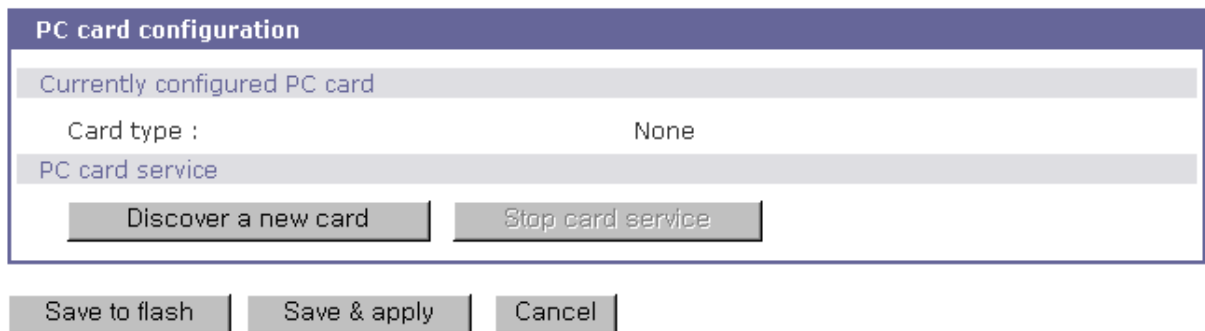 PC card configuration
Currently configured PC card
Card type : None
PC card service
Discover a new card Stop card service
Save to flash Save & apply Cancel